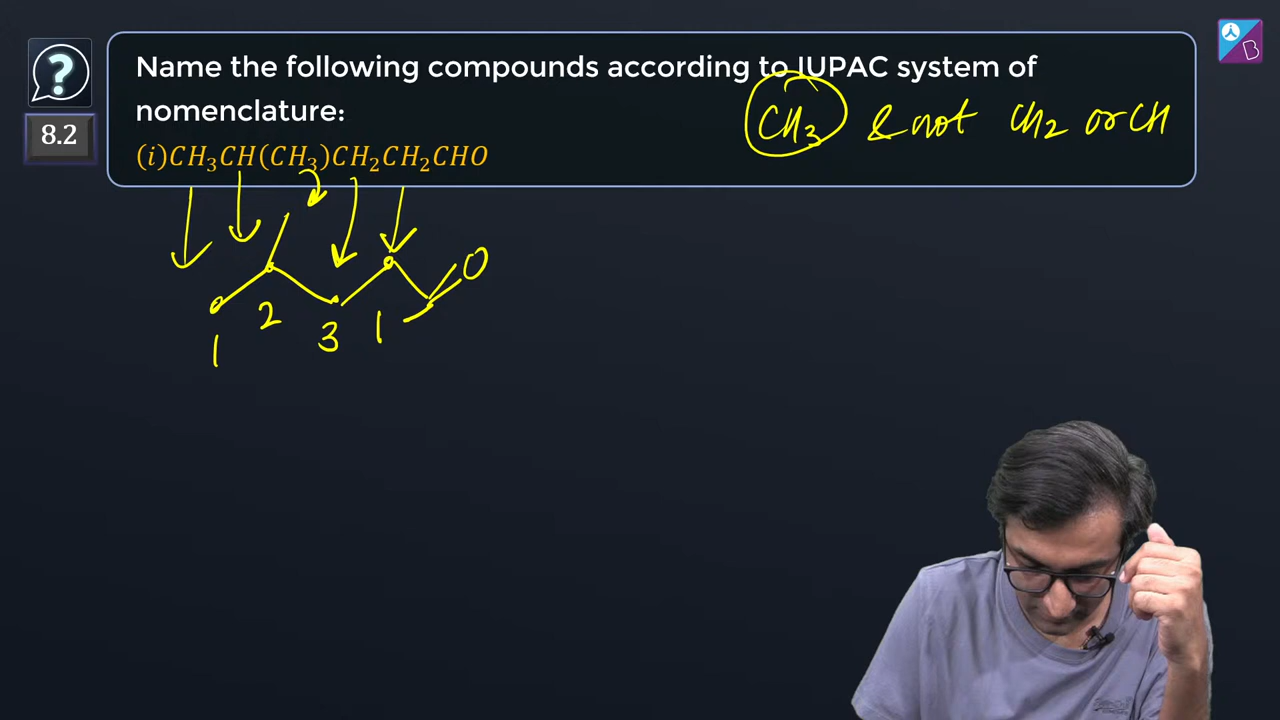 Name the following compounds according to IUPAC system of
nomenclature:
8.2
CH₃ & not CH₂ or CH
(i)CH₃CH(CH₃)CH₂CH₂CHO
O
1 2 3 1
B